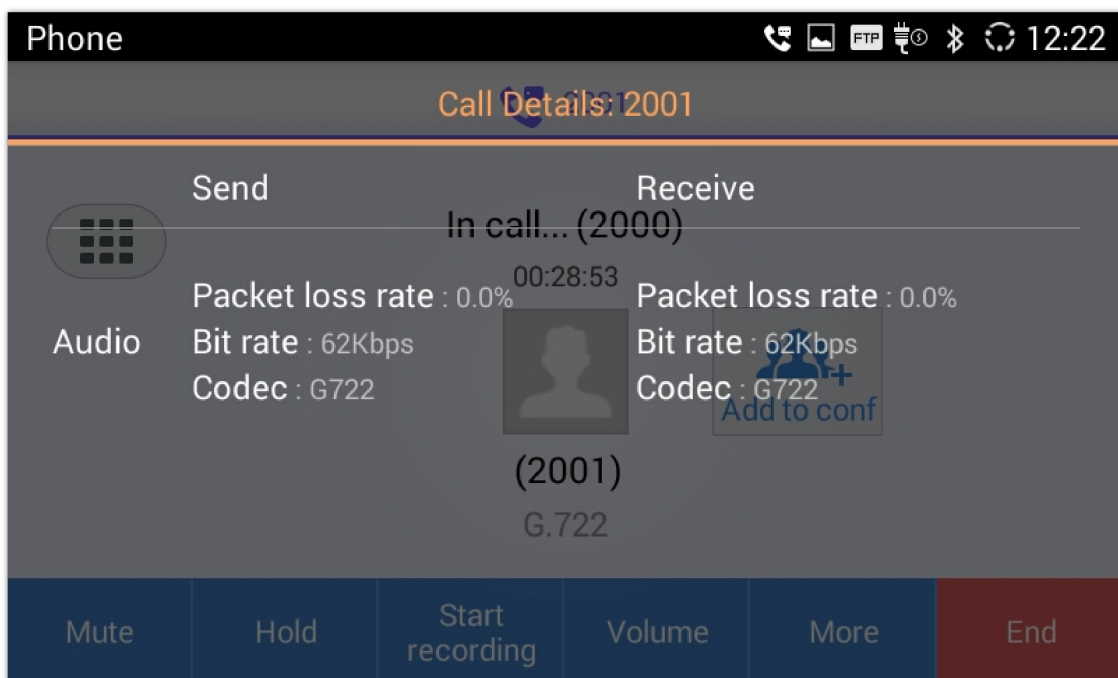 Phone
FTP
12:22
2001
Call Details: 2001
Send
Receive
In call... (2000)
00:28:53
Packet loss rate : 0.0%
Packet loss rate : 0.0%
Audio
Bit rate : 62Kbps
Bit rate : 62Kbps
Codec : G722
Codec : G722
Add to conf
(2001)
G.722
Mute
Hold
Start
recording
Volume
More
End